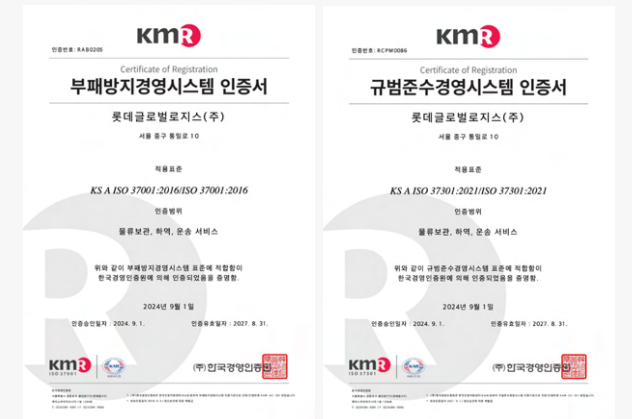 KMR
인증번호: RAB0205
Certificate of Registration
부패방지경영시스템 인증서
롯데글로벌로지스(주)
서울 중구 통일로 10
적용표준
KS A ISO 37001:2016/ISO 37001:2016
인증범위
물류보관, 하역, 운송 서비스
위와 같이 부패방지경영시스템 표준에 적합함이
한국경영인증원에 의해 인증되었음을 증명함.
2024년 9월 1일
인증승인일자 : 2024. 9. 1.
인증유효일자 : 2027. 8. 31.
KMR
ISO 37001
(주)한국경영인증원
KMR
인증번호: RCPM0086
Certificate of Registration
규범준수경영시스템 인증서
롯데글로벌로지스(주)
서울 중구 통일로 10
적용표준
KS A ISO 37301:2021/ISO 37301:2021
인증범위
물류보관, 하역, 운송 서비스
위와 같이 규범준수경영시스템 표준에 적합함이
한국경영인증원에 의해 인증되었음을 증명함.
2024년 9월 1일
인증승인일자 : 2024. 9. 1.
인증유효일자 : 2027. 8. 31.
KMR
ISO 37301
(주)한국경영인증원